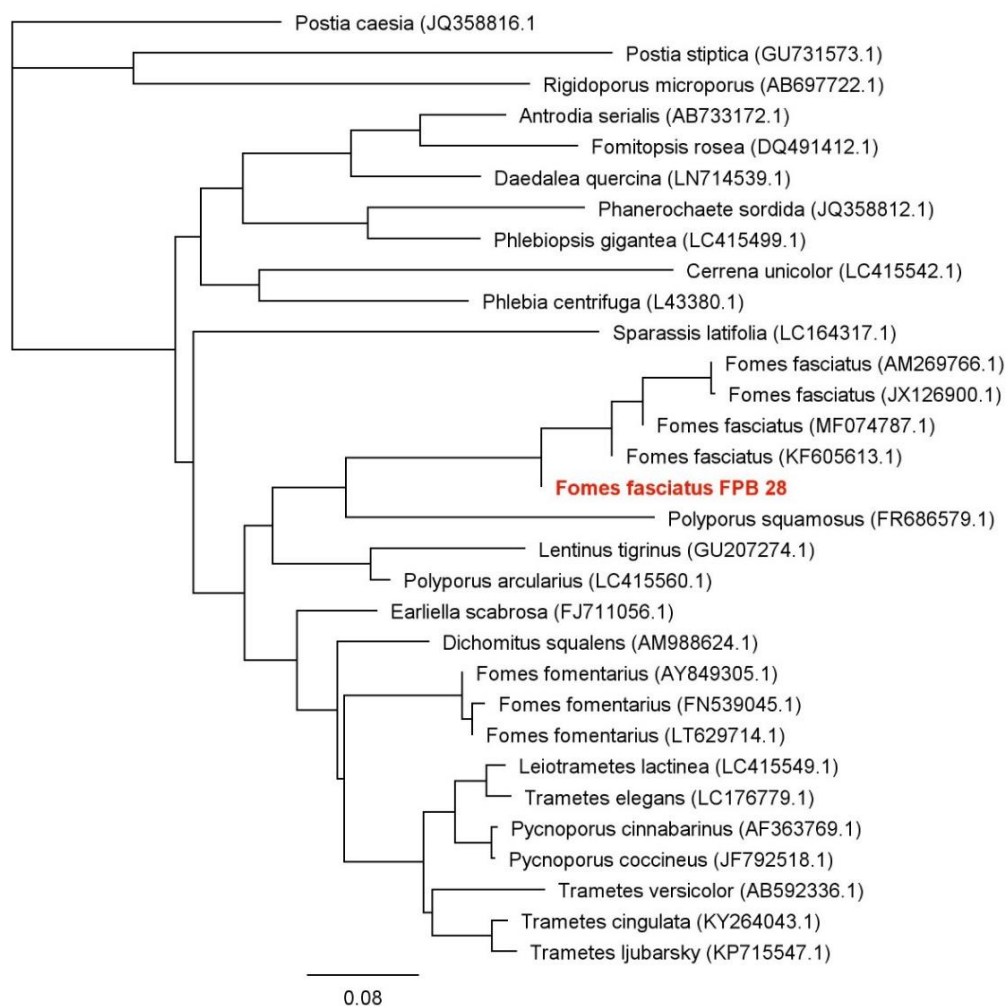 Postia caesia (JQ358816.1
Postia stiptica (GU731573.1)
Rigidoporus microporus (AB697722.1)
Antrodia serialis (AB733172.1)
Fomitopsis rosea (DQ491412.1)
Daedalea quercina (LN714539.1)
Phanerochaete sordida (JQ358812.1)
Phlebiopsis gigantea (LC415499.1)
Cerrena unicolor (LC415542.1)
Phlebia centrifuga (L43380.1)
Sparassis latifolia (LC164317.1)
Fomes fasciatus (AM269766.1)
Fomes fasciatus (JX126900.1)
Fomes fasciatus (MF074787.1)
Fomes fasciatus (KF605613.1)
Fomes fasciatus FPB 28
Polyporus squamosus (FR686579.1)
Lentinus tigrinus (GU207274.1)
Polyporus arcularius (LC415560.1)
Earliella scabrosa (FJ711056.1)
Dichomitus squalens (AM988624.1)
Fomes fomentarius (AY849305.1)
Fomes fomentarius (FN539045.1)
Fomes fomentarius (LT629714.1)
Leiotrametes lactinea (LC415549.1)
Trametes elegans (LC176779.1)
Pycnoporus cinnabarinus (AF363769.1)
Pycnoporus coccineus (JF792518.1)
Trametes versicolor (AB592336.1)
Trametes cingulata (KY264043.1)
Trametes ljubarsky (KP715547.1)
0.08